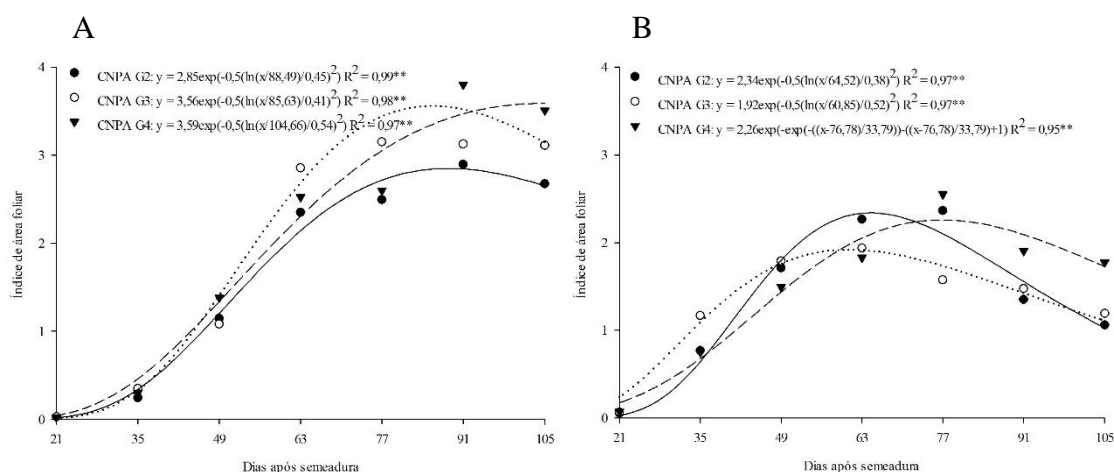 A
CNPA G2: y = 2,85exp(-0,5(ln(x/88,49)/0,45)2) R2 = 0,99**
CNPA G3: y = 3,56exp(-0,5(ln(x/85,63)/0,41)2) R2 = 0,98**
CNPA G4: y = 3,59exp(-0,5(ln(x/104,66)/0,54)2) R2 = 0,97**
4
3
2
1
0
Índice de área foliar
21 35 49 63 77 91 105
Dias após semeadura
B
CNPA G2: y = 2,34exp(-0,5(ln(x/64,52)/0,38)2) R2 = 0,97**
CNPA G3: y = 1,92exp(-0,5(ln(x/60,85)/0,52)2) R2 = 0,97**
CNPA G4: y = 2,26exp(-exp(-((x-76,78)/33,79))-((x-76,78)/33,79)+1) R2 = 0,95**
4
3
2
1
0
Índice de área foliar
21 35 49 63 77 91 105
Dias após semeadura